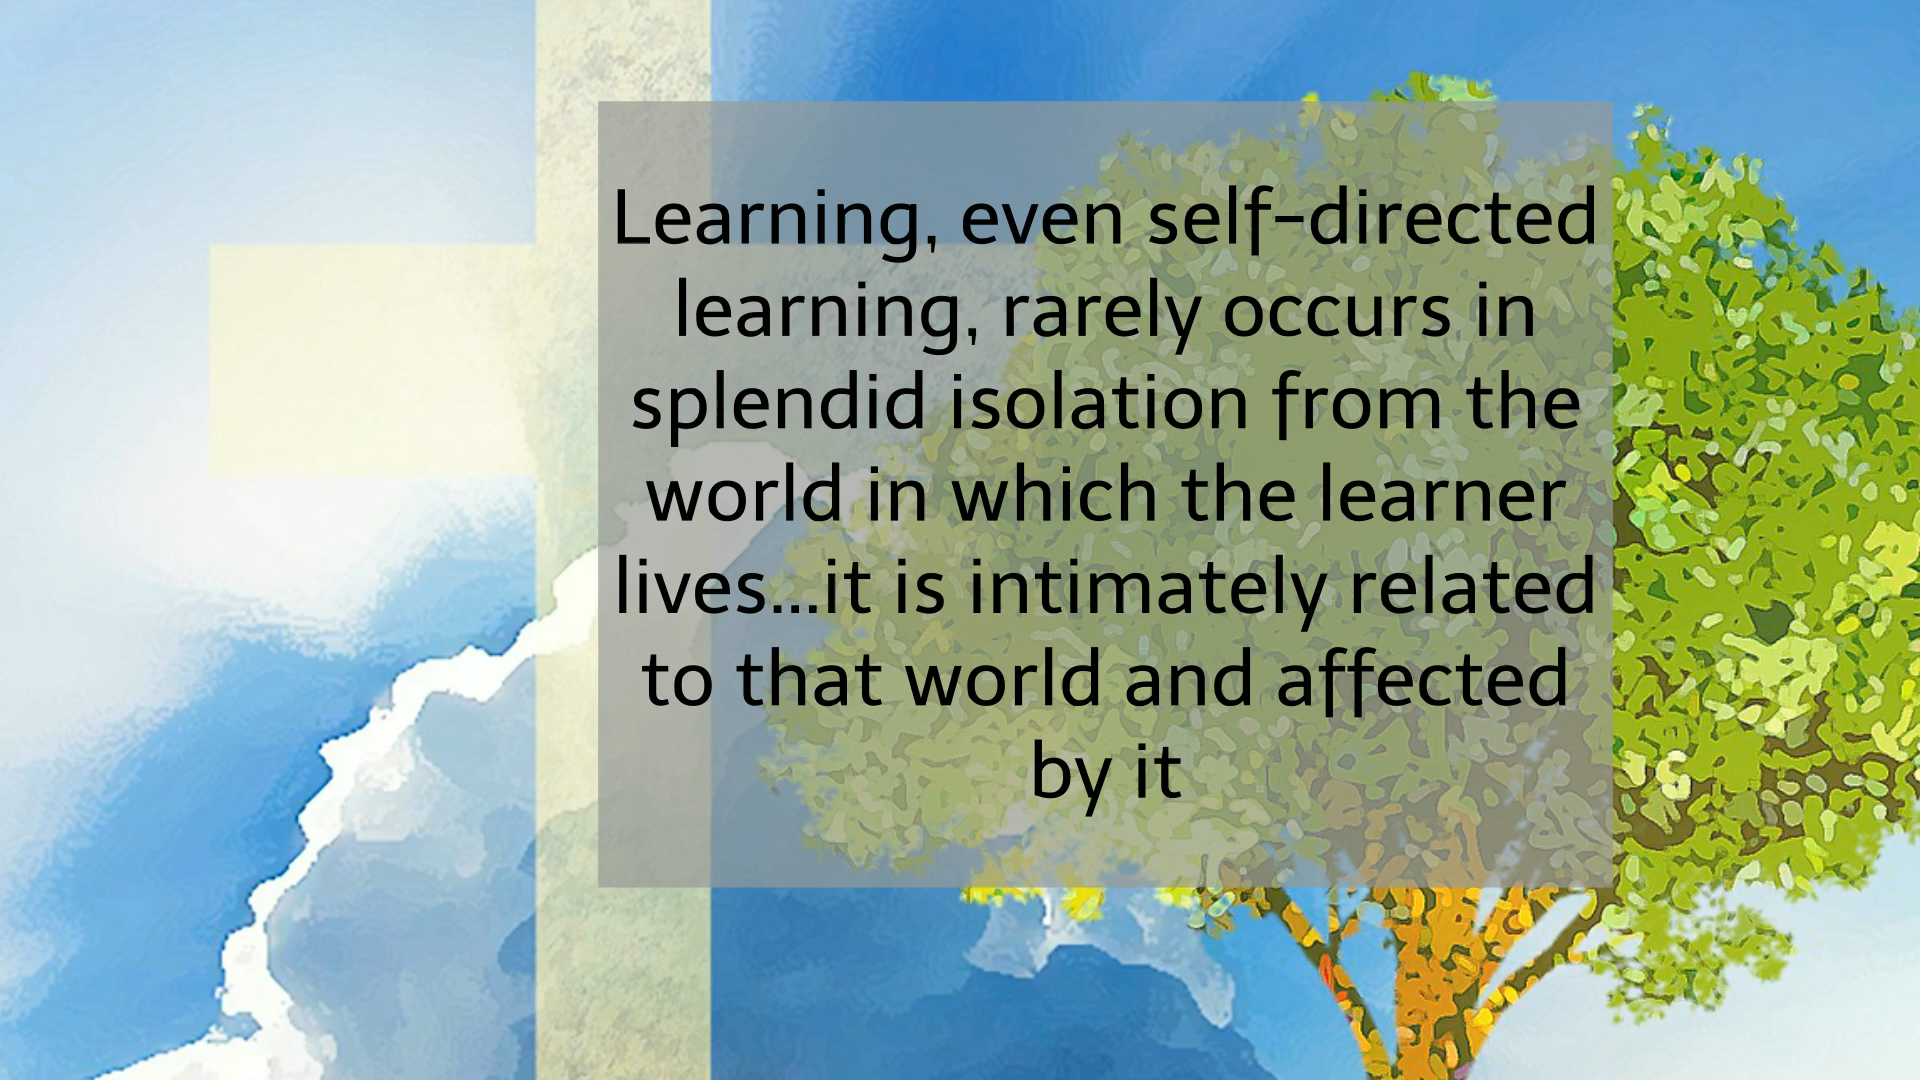 Learning, even self-directed
learning, rarely occurs in
splendid isolation from the
world in which the learner
lives...it is intimately related
to that world and affected
by it